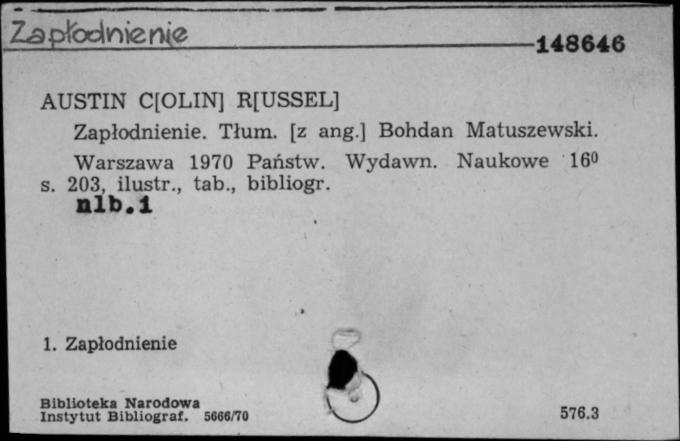 Zapłodnienie
148646
AUSTIN C[OLIN] R[USSEL]
Zapłodnienie. Tłum. [z ang.] Bohdan Matuszewski.
Warszawa 1970 Państw. Wydawn. Naukowe 16⁰
s. 203, ilustr., tab., bibliogr.
nlb.1
1. Zapłodnienie
Biblioteka Narodowa
Instytut Bibliograf. 5666/70
576.3